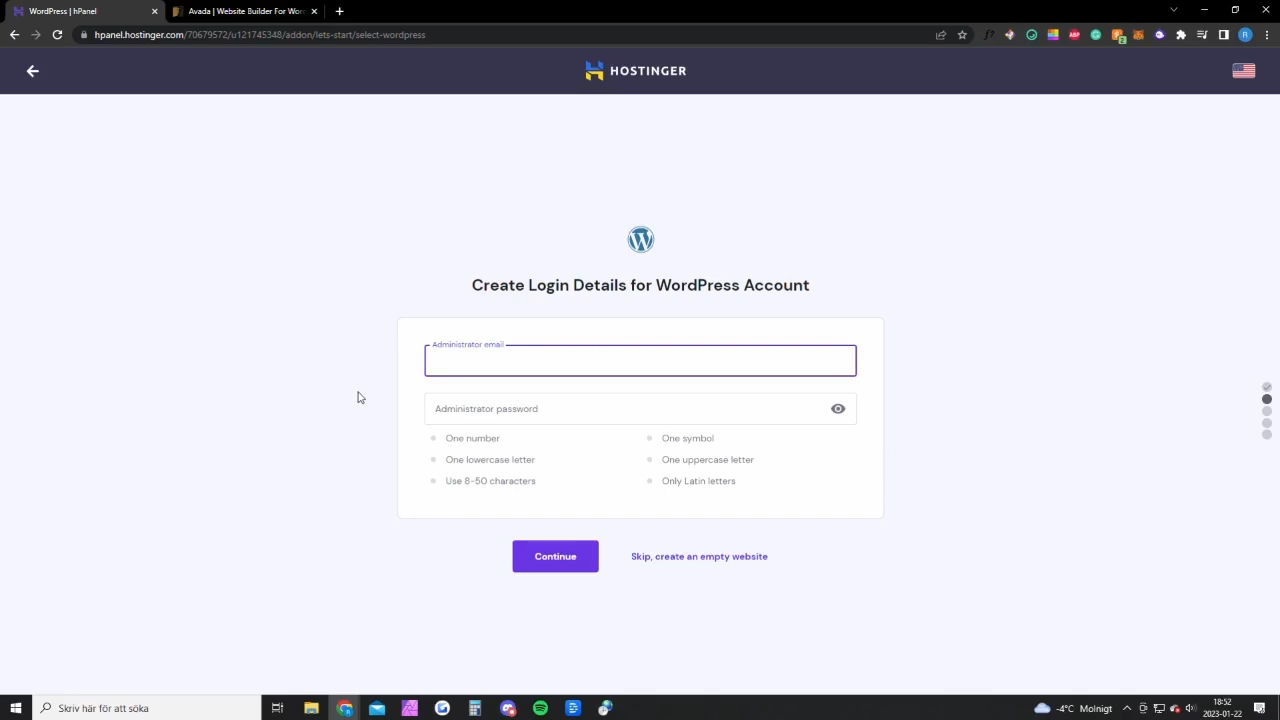 WordPress | hPanel
Avada | Website Builder For Wor
hpanel.hostinger.com/70679572/u121745348/addon/lets-start/select-wordpress
HOSTINGER
Create Login Details for WordPress Account
Administrator email
Administrator password
One number
One symbol
One lowercase letter
One uppercase letter
Use 8-50 characters
Only Latin letters
Continue
Skip, create an empty website
Skriv här för att söka
-4°C Molnigt
18:52
2023-01-22